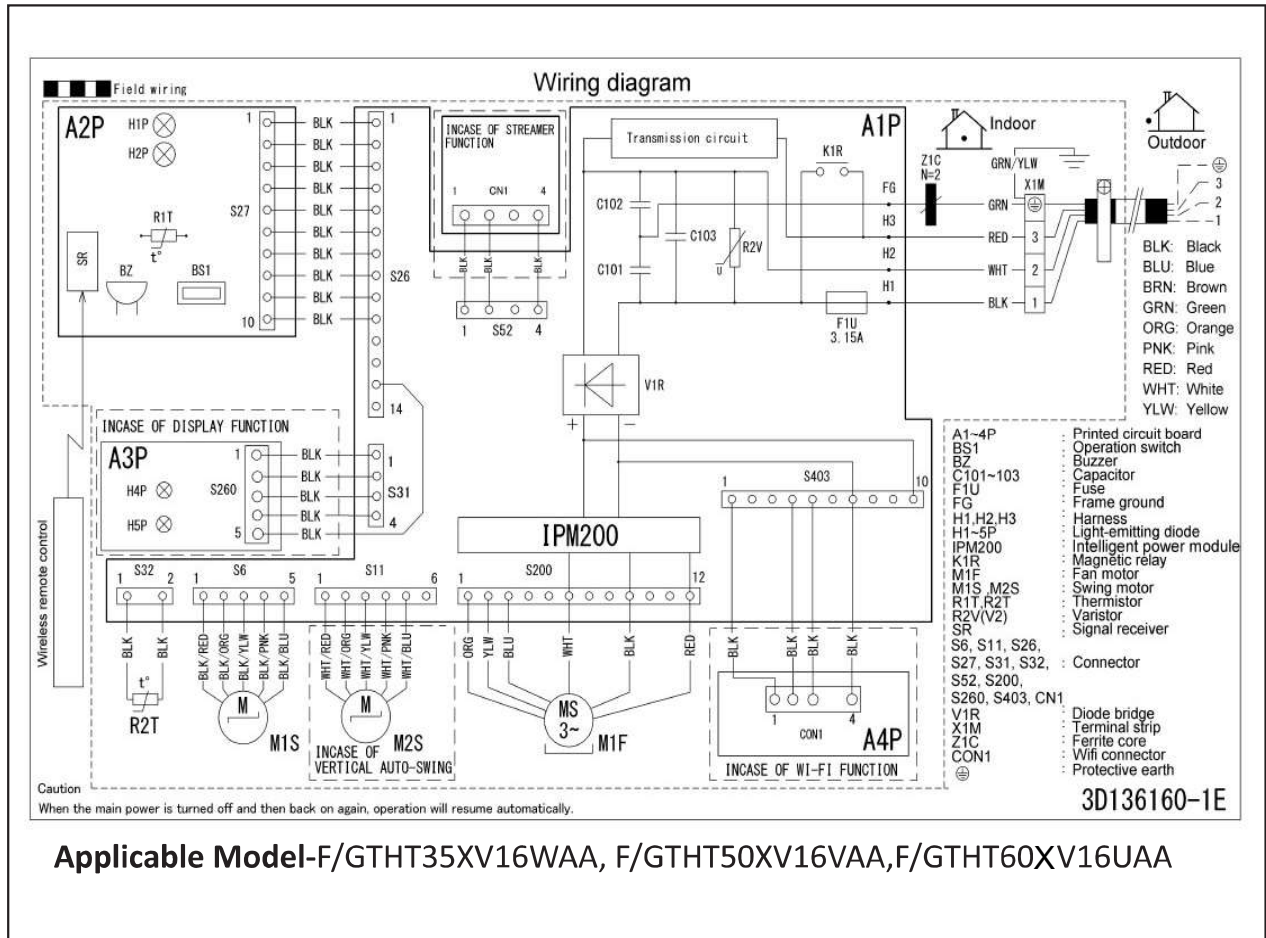 Wiring diagram
Field wiring
A2P
H1P
H2P
R1T
t°
SR
BZ
BS1
1
S27
10
BLK
BLK
BLK
BLK
BLK
BLK
BLK
BLK
BLK
BLK
1
S26
14
INCASE OF STREAMER
FUNCTION
1 CN1 4
BLK
BLK
BLK
1 S52 4
A1P
Transmission circuit
K1R
C102
C103
C101
R2V
u
FG
H3
H2
H1
F1U
3.15A
V1R
+ −
Z1C
N=2
Indoor
GRN/YLW
X1M
GRN
RED 3
WHT 2
BLK 1
Outdoor
3
2
1
BLK: Black
BLU: Blue
BRN: Brown
GRN: Green
ORG: Orange
PNK: Pink
RED: Red
WHT: White
YLW: Yellow
INCASE OF DISPLAY FUNCTION
A3P
H4P
H5P
1
S260
5
BLK
BLK
BLK
BLK
BLK
1
S31
4
Wireless remote control
IPM200
1 S403 10
1 S32 2
1 S6 5
1 S11 6
1 S200 12
BLK
BLK
t°
R2T
BLK/RED
BLK/ORG
BLK/YLW
BLK/PNK
BLK/BLU
M
M1S
WHT/RED
WHT/ORG
WHT/YLW
WHT/PNK
WHT/BLU
M
M2S
INCASE OF
VERTICAL AUTO-SWING
ORG
YLW
BLU
WHT
BLK
RED
MS
3~
M1F
BLK
BLK
BLK
BLK
1 4
CON1
A4P
INCASE OF WI-FI FUNCTION
A1~4P : Printed circuit board
BS1 : Operation switch
BZ : Buzzer
C101~103 : Capacitor
F1U : Fuse
FG : Frame ground
H1,H2,H3 : Harness
H1~5P : Light-emitting diode
IPM200 : Intelligent power module
K1R : Magnetic relay
M1F : Fan motor
M1S ,M2S : Swing motor
R1T,R2T : Thermistor
R2V(V2) : Varistor
SR : Signal receiver
S6, S11, S26,
S27, S31, S32, : Connector
S52, S200,
S260, S403, CN1
V1R : Diode bridge
X1M : Terminal strip
Z1C : Ferrite core
CON1 : Wifi connector
: Protective earth
3D136160-1E
Caution
When the main power is turned off and then back on again, operation will resume automatically.
Applicable Model-F/GTHT35XV16WAA, F/GTHT50XV16VAA,F/GTHT60XV16UAA